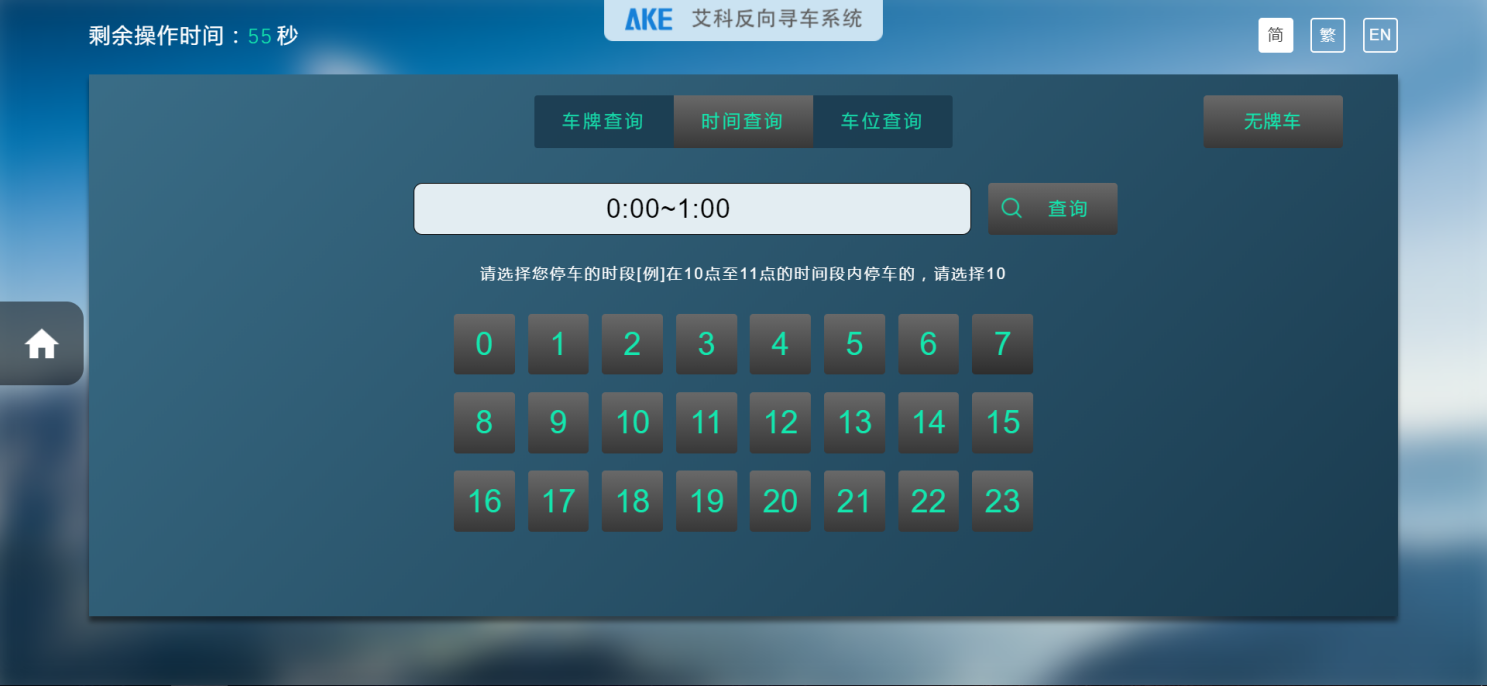 剩余操作时间：55秒
AKE 艾科反向寻车系统
简 繁 EN
车牌查询 时间查询 车位查询 无牌车
0:00~1:00 查询
请选择您停车的时段[例]在10点至11点的时间段内停车的，请选择10
0 1 2 3 4 5 6 7
8 9 10 11 12 13 14 15
16 17 18 19 20 21 22 23